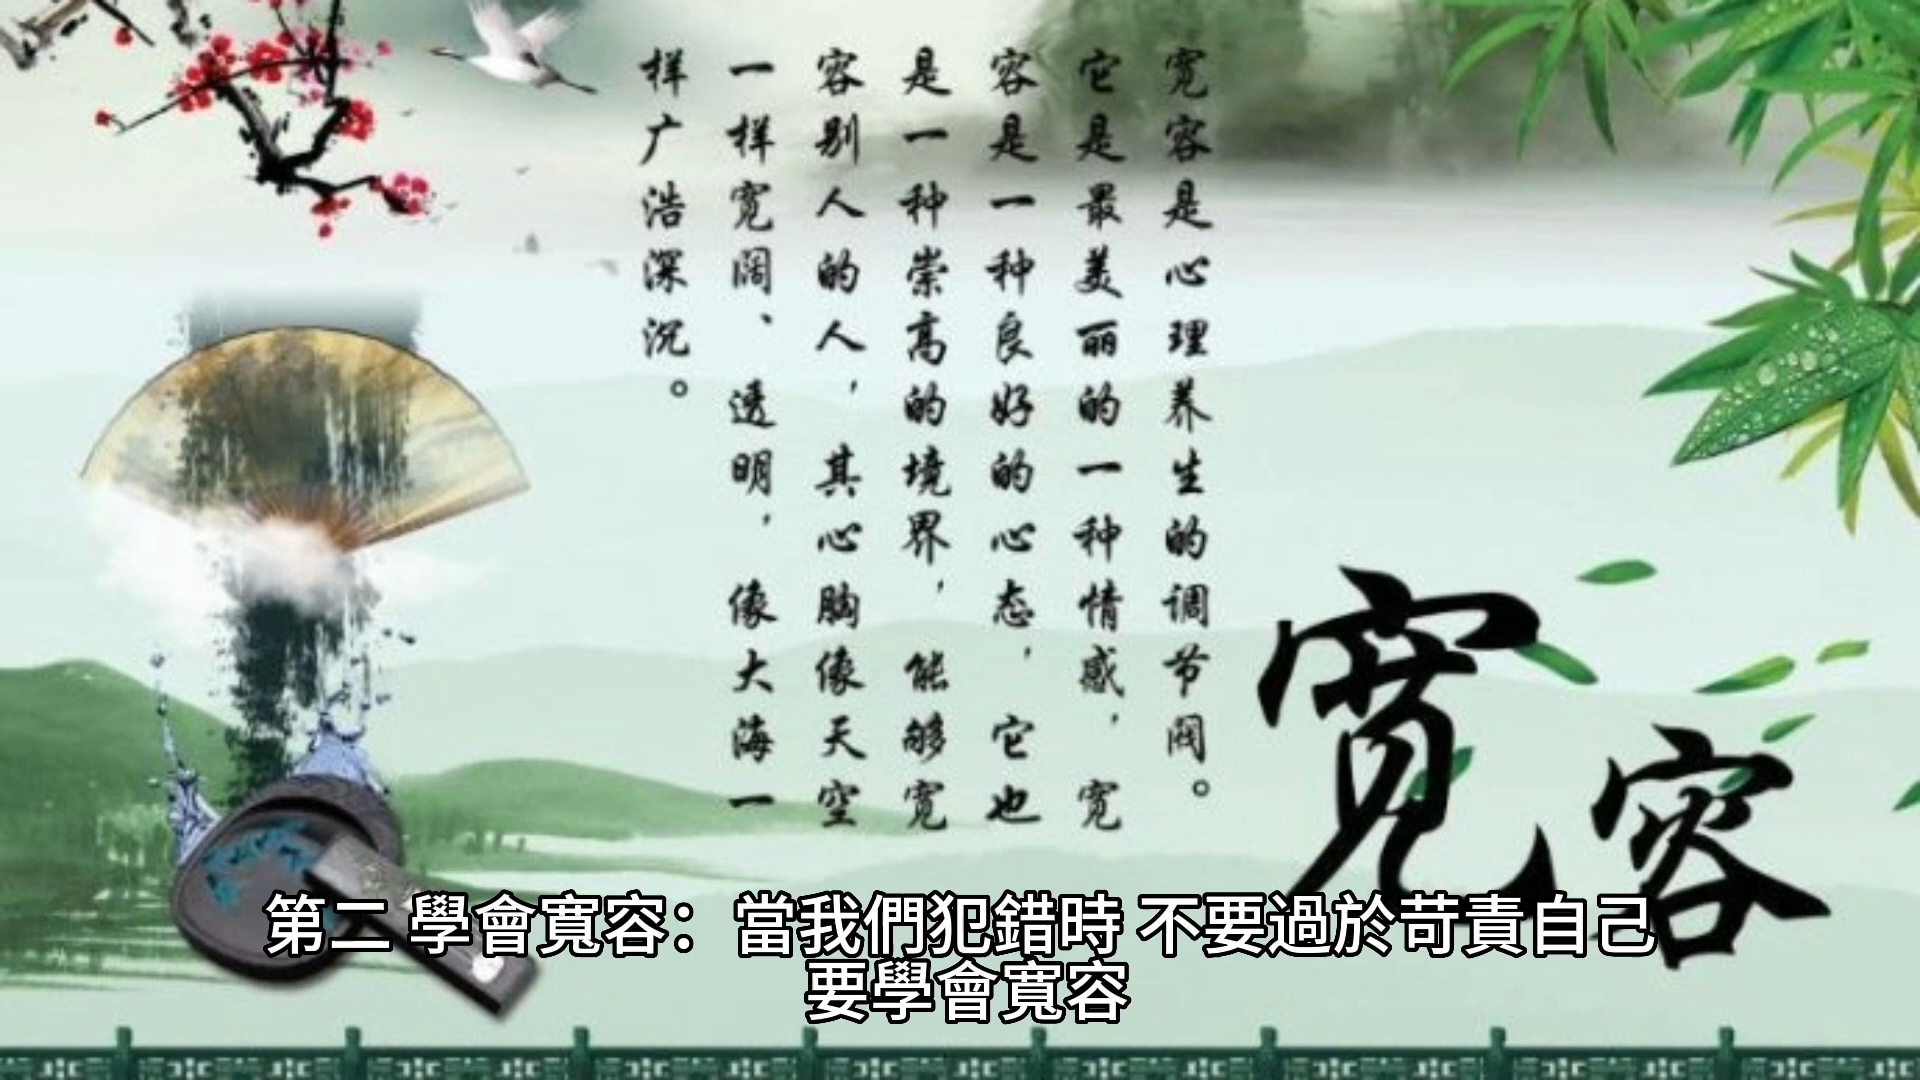 宽容是心理养生的调节阀。
它是最美丽的一种情感，宽
容是一种良好的心态，它也
是一种崇高的境界，能够宽
容别人的人，其心胸像天空
一样宽阔、透明，像大海一
样广浩深沉。
寬容
第二 學會寬容：當我們犯錯時 不要過於苛責自己
要學會寬容